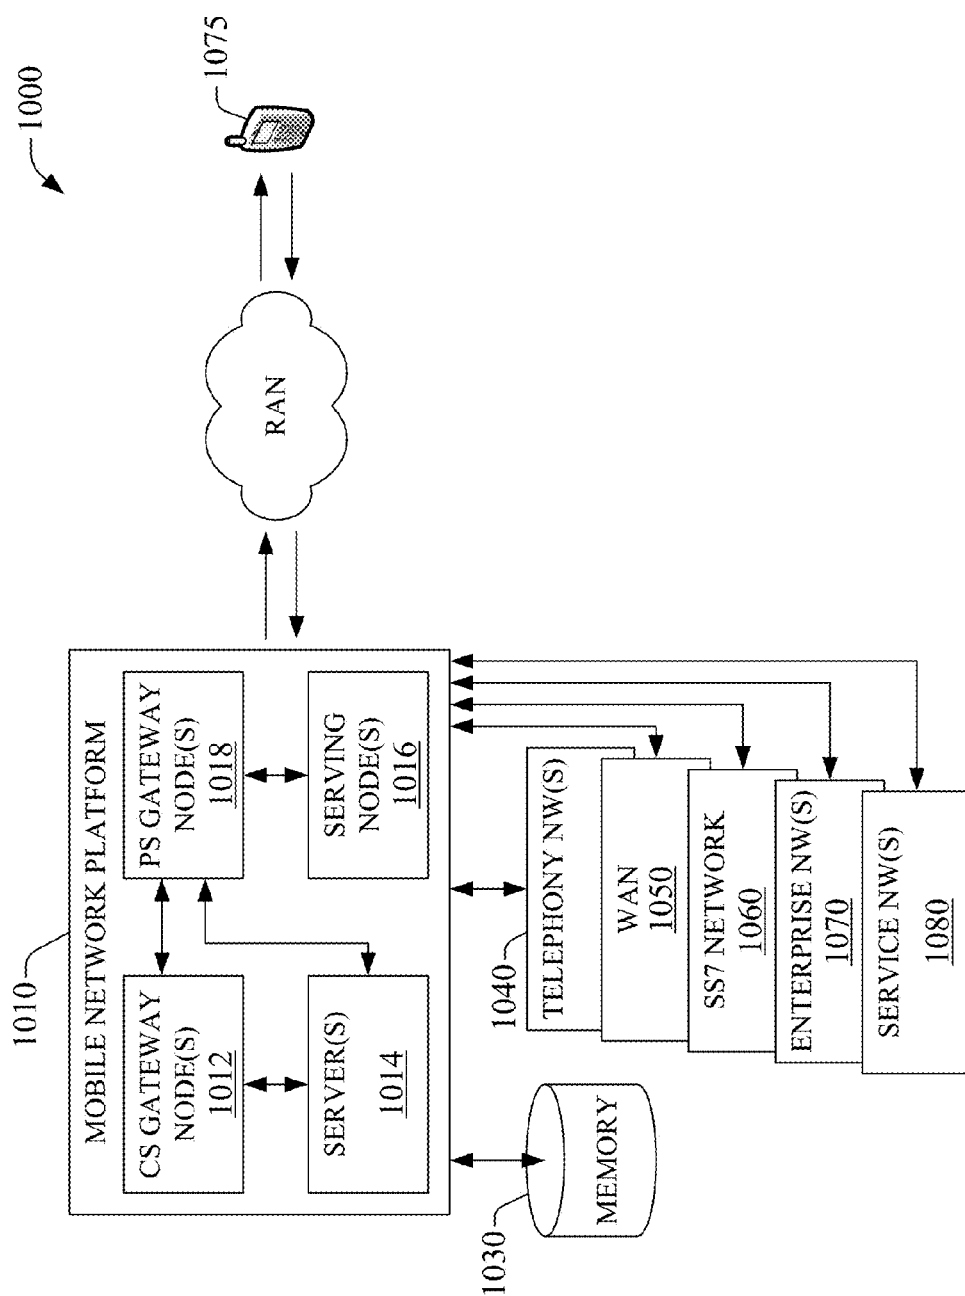 1000
1010
MOBILE NETWORK PLATFORM
CS GATEWAY
NODE(S)
1012
PS GATEWAY
NODE(S)
1018
SERVER(S)
1014
SERVING
NODE(S)
1016
RAN
1075
1030
MEMORY
1040
TELEPHONY NW(S)
WAN
1050
SS7 NETWORK
1060
ENTERPRISE NW(S)
1070
SERVICE NW(S)
1080